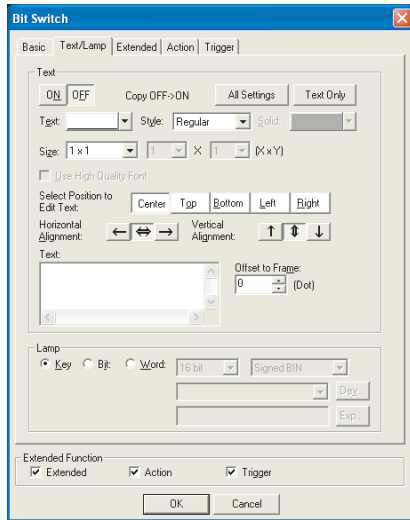 Bit Switch
Basic Text/Lamp Extended Action Trigger
Text
ON OFF Copy OFF->ON All Settings Text Only
Text: Style: Regular Solid:
Size: 1 x 1 1 X 1 (X x Y)
Use High Quality Font
Select Position to
Edit Text: Center Top Bottom Left Right
Horizontal
Alignment: ← ⇔ → Vertical
Alignment: ↑ ⇕ ↓
Text:
Offset to Frame:
0 (Dot)
Lamp
Key Bit Word: 16 bit Signed BIN
Dev...
Exp...
Extended Function
Extended Action Trigger
OK Cancel